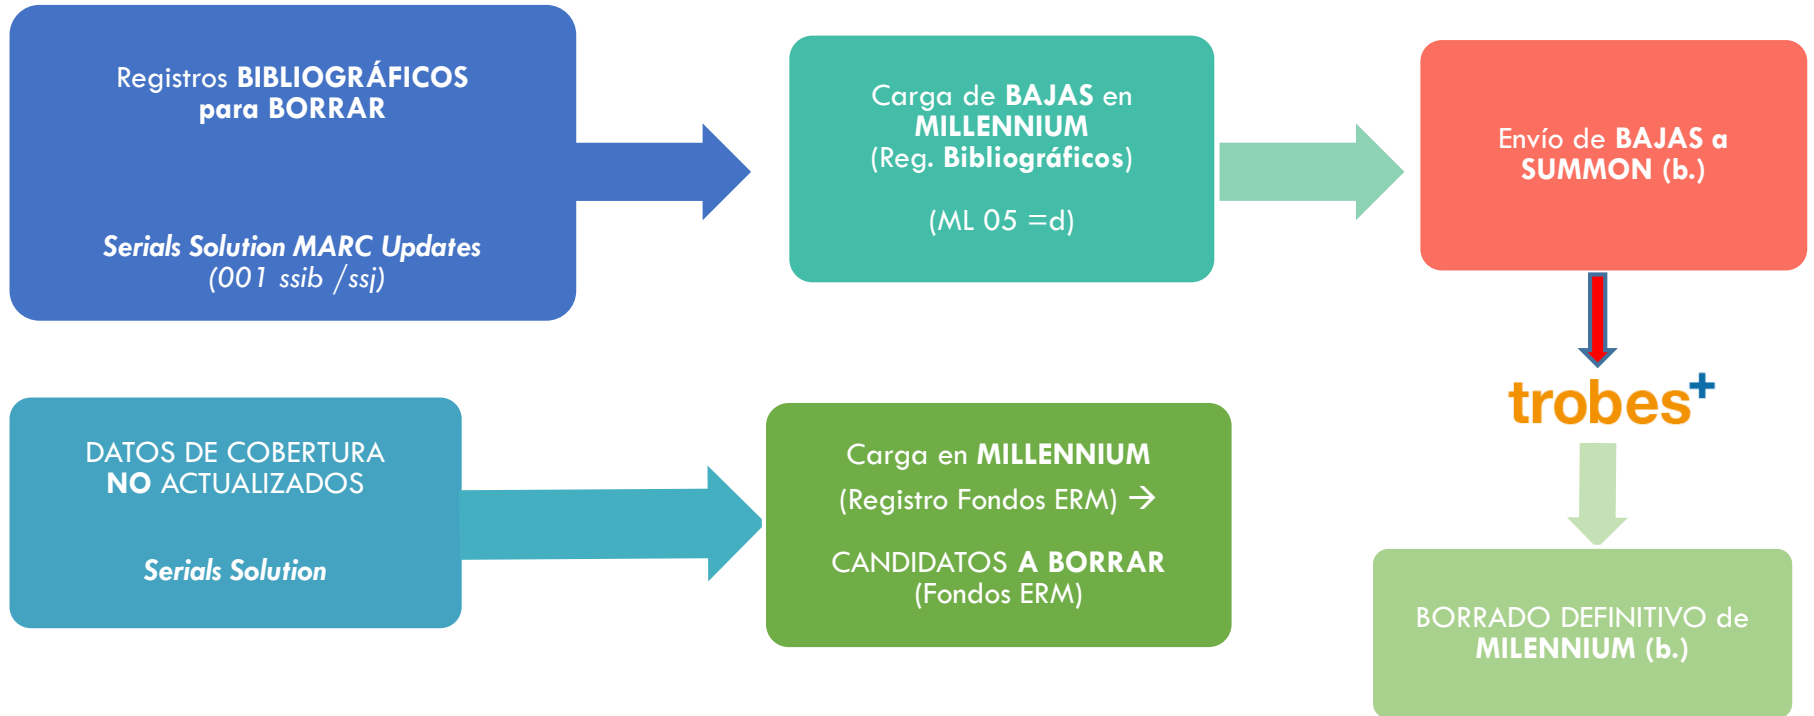 Registros BIBLIOGRÁFICOS
para BORRAR
Serials Solution MARC Updates
(001 ssib /ssj)
Carga de BAJAS en
MILLENNIUM
(Reg. Bibliográficos)
(ML 05 =d)
Envío de BAJAS a
SUMMON (b.)
trobes+
DATOS DE COBERTURA
NO ACTUALIZADOS
Serials Solution
Carga en MILLENNIUM
(Registro Fondos ERM) →
CANDIDATOS A BORRAR
(Fondos ERM)
BORRADO DEFINITIVO de
MILENNIUM (b.)